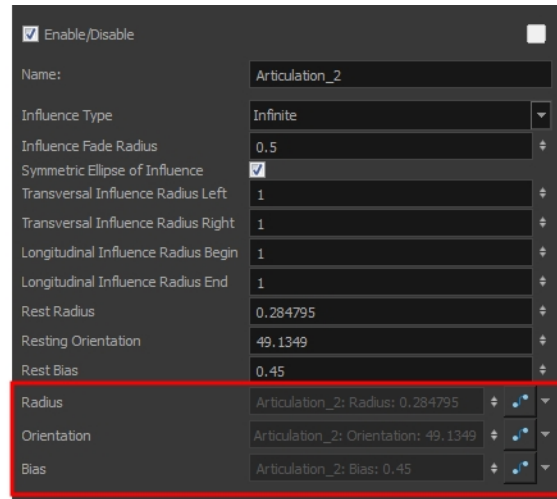 Enable/Disable
Name: Articulation_2
Influence Type Infinite
Influence Fade Radius 0.5
Symmetric Ellipse of Influence
Transversal Influence Radius Left 1
Transversal Influence Radius Right 1
Longitudinal Influence Radius Begin 1
Longitudinal Influence Radius End 1
Rest Radius 0.284795
Resting Orientation 49.1349
Rest Bias 0.45
Radius Articulation_2: Radius: 0.284795
Orientation Articulation_2: Orientation: 49.1349
Bias Articulation_2: Bias: 0.45